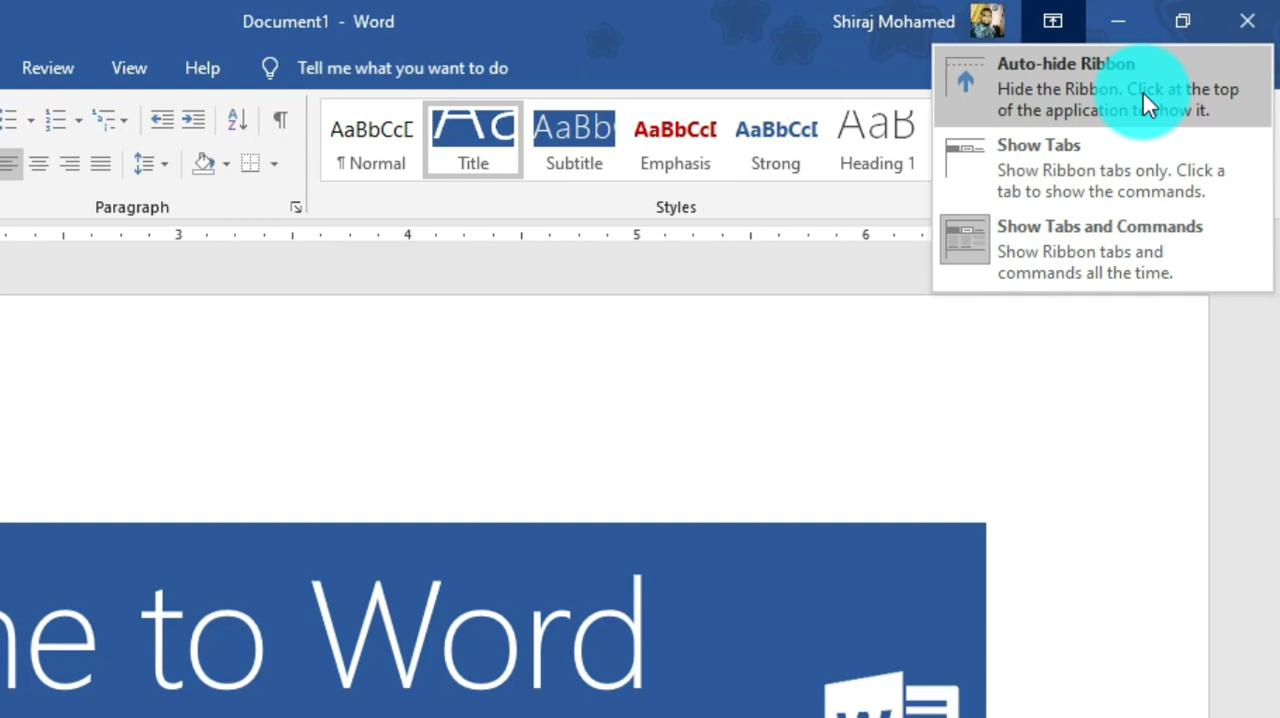 Document1 - Word
Shiraj Mohamed
Review View Help Tell me what you want to do
Auto-hide Ribbon
Hide the Ribbon. Click at the top
of the application to show it.
Show Tabs
Show Ribbon tabs only. Click a
tab to show the commands.
Show Tabs and Commands
Show Ribbon tabs and
commands all the time.
AaBbCcD AaBb AaBbCcD AaBbCcD AaB
¶ Normal Title Subtitle Emphasis Strong Heading 1
Paragraph Styles
3 4 5 6
to Word